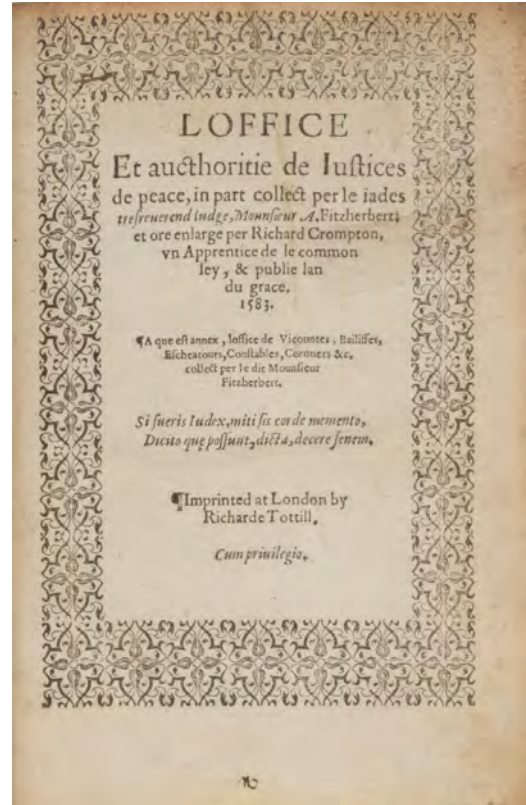 LOFFICE
Et aucthoritie de Iustices
de peace, in part collect per le iades
tresreuerend Iudge, Mounsieur A. Fitzherbert,
et ore enlarge per Richard Crompton,
vn Apprentice de le common
ley, & publie lan
du grace.
1583.
¶A que est annex, loffice de Vicountes, Bailiffes,
Escheatours, Constables, Coroners &c.
collect per le dit Mounsieur
Fitzherbert.
Si fueris Iudex, miti sis corde memento,
Dicito quę possunt, dicta, decere senem.
¶Imprinted at London by
Richarde Tottill.
Cum priuilegio.